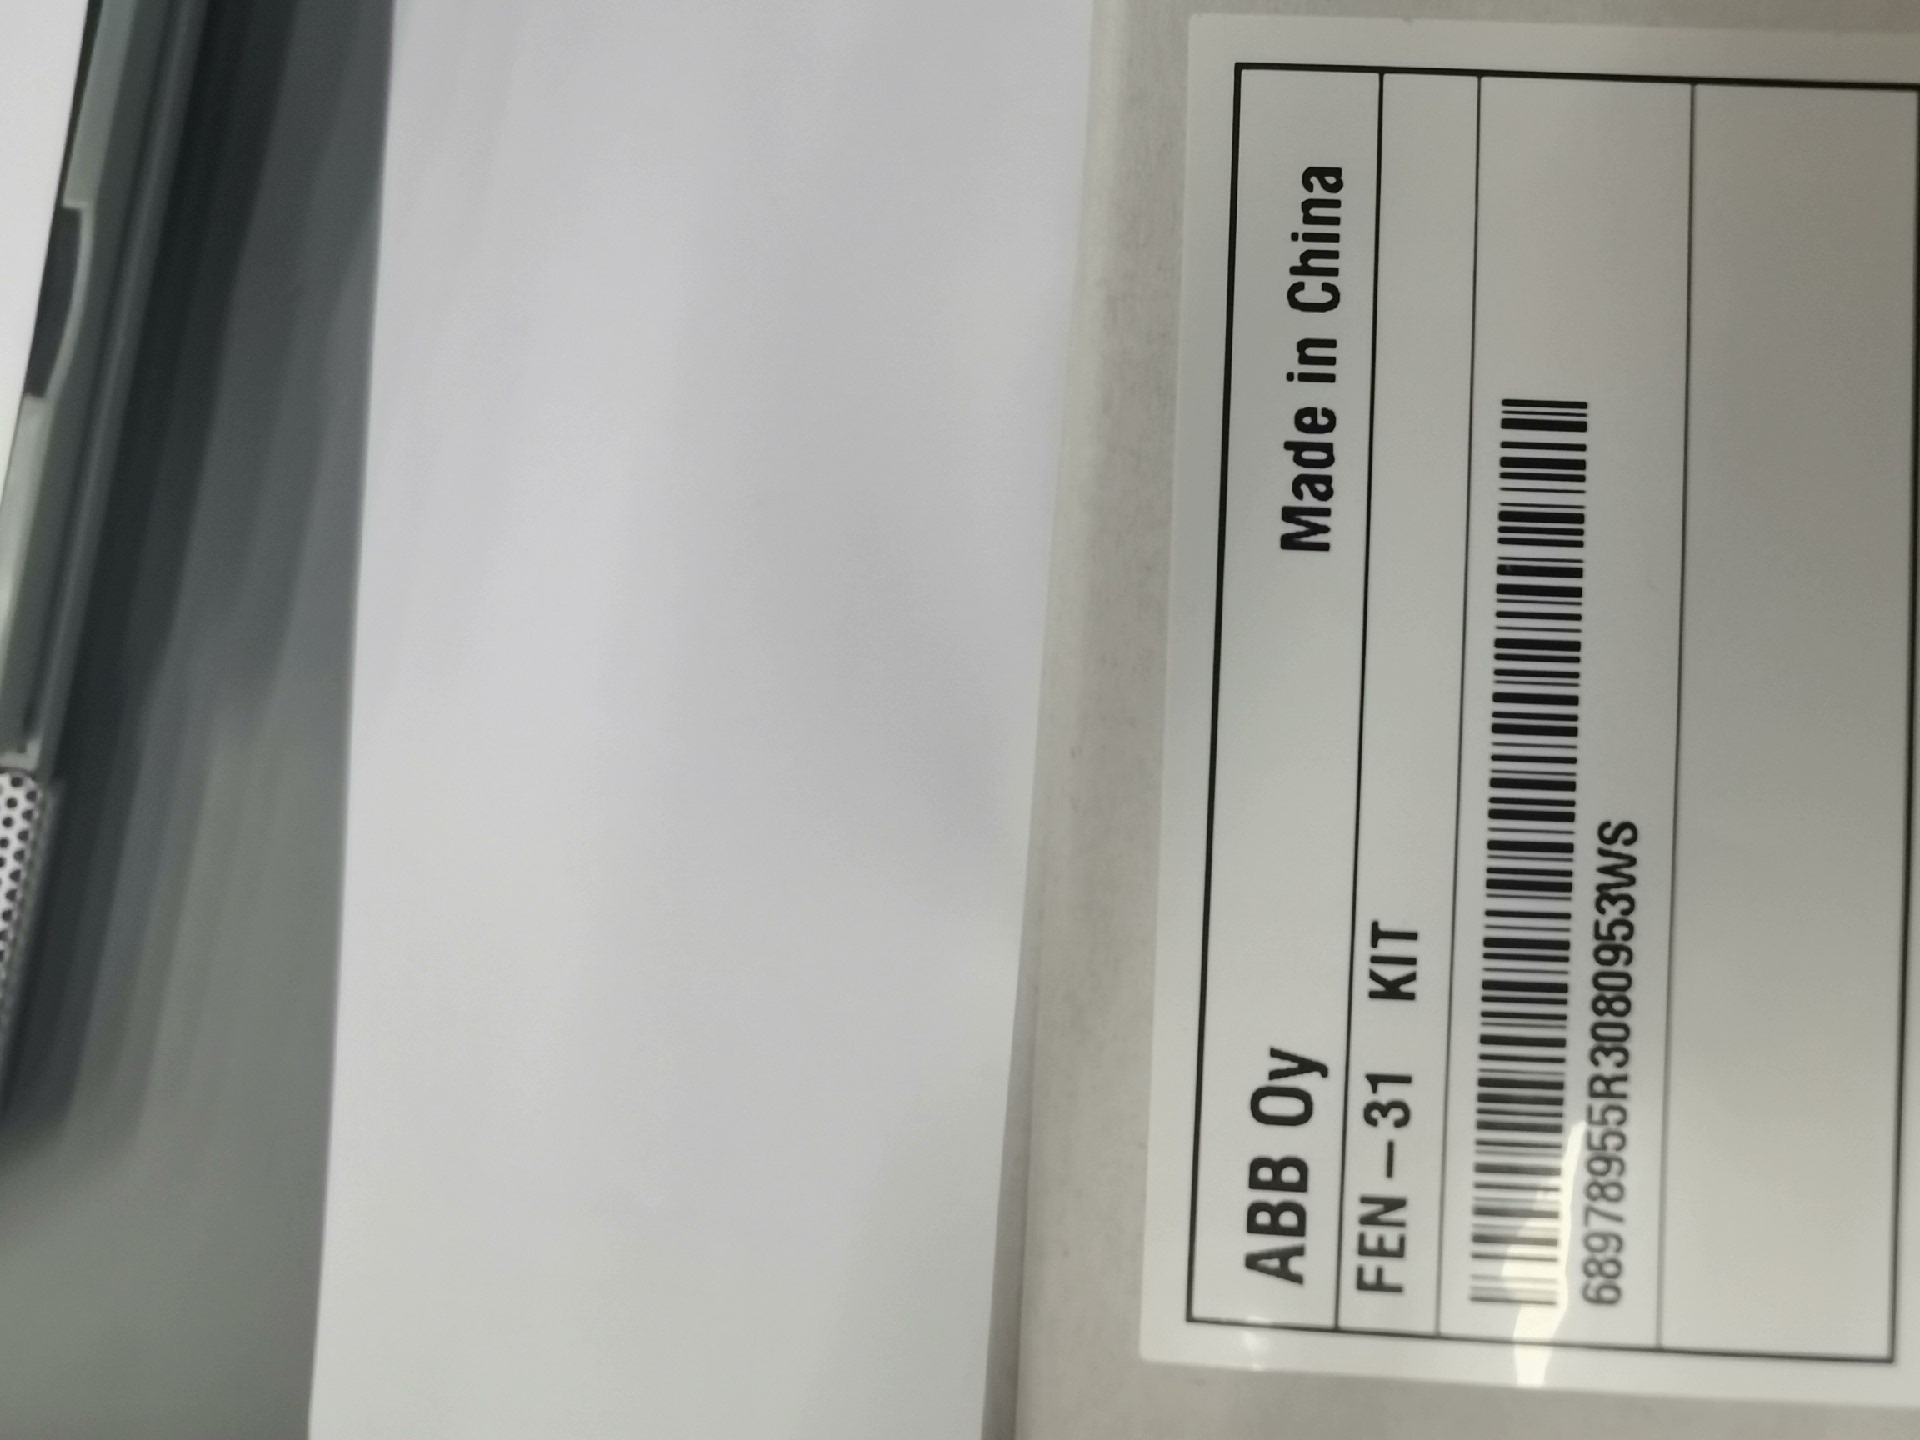 ABB Oy Made in China
FEN-31 KIT
68978955R3080953WS